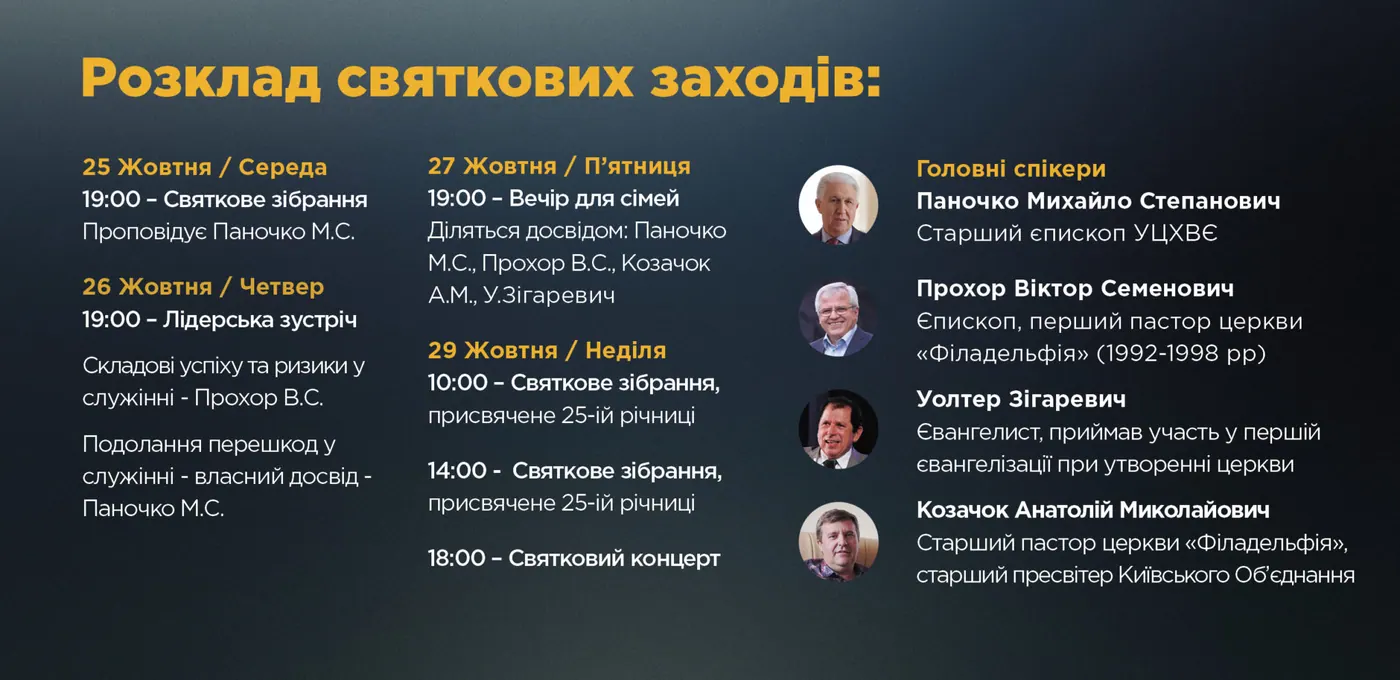 Розклад святкових заходів:
25 Жовтня / Середа
19:00 – Святкове зібрання
Проповідує Паночко М.С.
26 Жовтня / Четвер
19:00 – Лідерська зустріч
Складові успіху та ризики у
служінні - Прохор В.С.
Подолання перешкод у
служінні - власний досвід -
Паночко М.С.
27 Жовтня / П’ятниця
19:00 – Вечір для сімей
Діляться досвідом: Паночко
М.С., Прохор В.С., Козачок
А.М., У.Зігаревич
29 Жовтня / Неділя
10:00 – Святкове зібрання,
присвячене 25-ій річниці
14:00 - Святкове зібрання,
присвячене 25-ій річниці
18:00 – Святковий концерт
Головні спікери
Паночко Михайло Степанович
Старший єпископ УЦХВЄ
Прохор Віктор Семенович
Єпископ, перший пастор церкви
«Філадельфія» (1992-1998 рр)
Уолтер Зігаревич
Євангелист, приймав участь у першій
євангелізації при утворенні церкви
Козачок Анатолій Миколайович
Старший пастор церкви «Філадельфія»,
старший пресвітер Київського Об’єднання